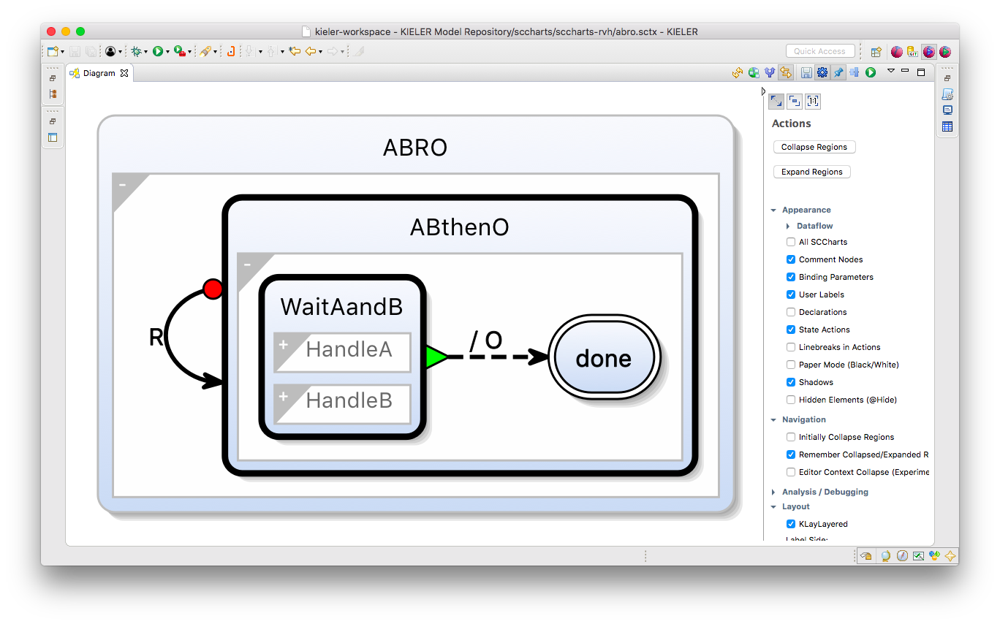 kieler-workspace - KIELER Model Repository/sccharts/sccharts-rvh/abro.sctx - KIELER
Quick Access
GIT
Diagram
ABRO
-
ABthenO
-
WaitAandB
+ HandleA
+ HandleB
R
/ O
done
[1:1]
Actions
Collapse Regions
Expand Regions
Appearance
Dataflow
All SCCharts
Comment Nodes
Binding Parameters
User Labels
Declarations
State Actions
Linebreaks in Actions
Paper Mode (Black/White)
Shadows
Hidden Elements (@Hide)
Navigation
Initially Collapse Regions
Remember Collapsed/Expanded R
Editor Context Collapse (Experime
Analysis / Debugging
Layout
KLayLayered
Label Side: